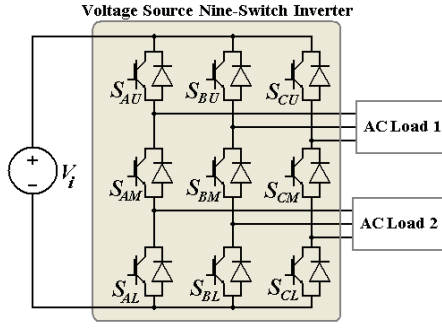 Voltage Source Nine-Switch Inverter
S_AU S_BU S_CU
AC Load 1
+
V_i
−
S_AM S_BM S_CM
AC Load 2
S_AL S_BL S_CL